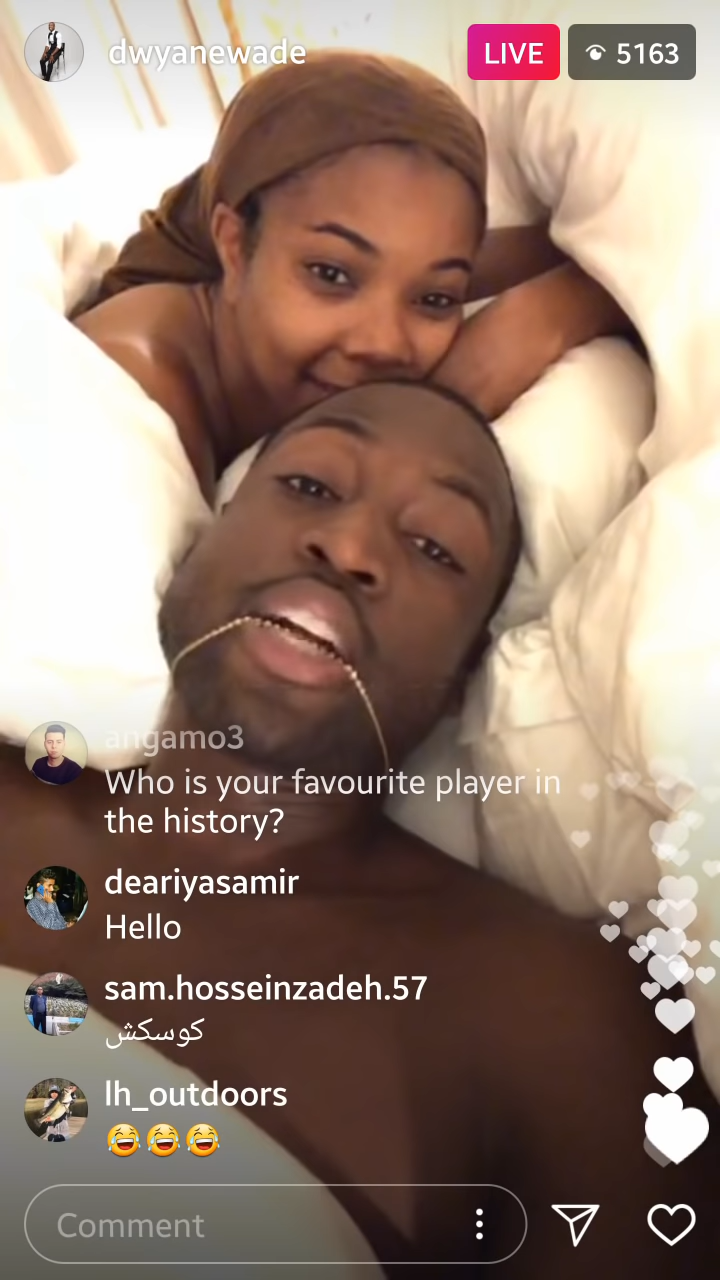 dwyanewade
LIVE
5163
angamo3
Who is your favourite player in
the history?
deariyasamir
Hello
sam.hosseinzadeh.57
کوسکش
lh_outdoors
😂😂😂
Comment